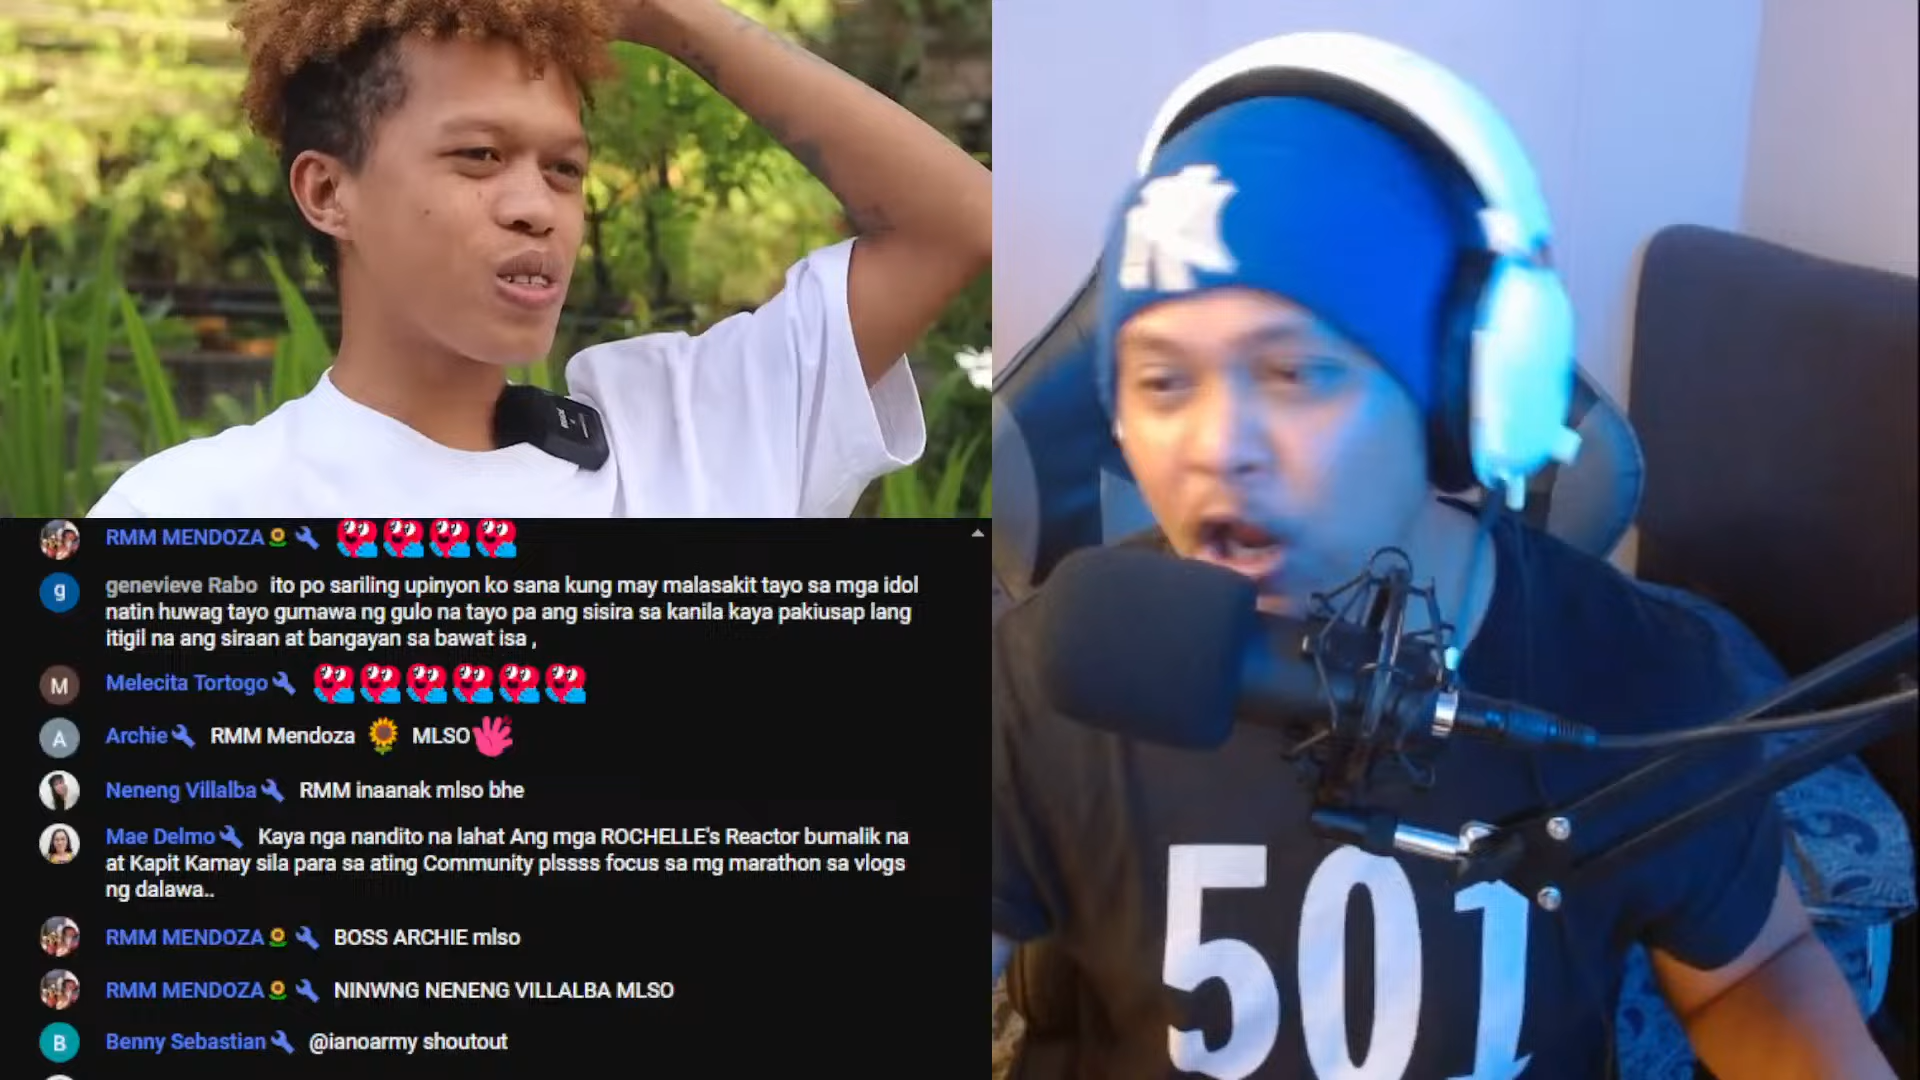 RMM MENDOZA
genevieve Rabo ito po sariling upinyon ko sana kung may malasakit tayo sa mga idol
natin huwag tayo gumawa ng gulo na tayo pa ang sisira sa kanila kaya pakiusap lang
itigil na ang siraan at bangayan sa bawat isa ,
Melecita Tortogo
Archie RMM Mendoza 🌻 MLSO
Neneng Villalba RMM inaanak mlso bhe
Mae Delmo Kaya nga nandito na lahat Ang mga ROCHELLE's Reactor bumalik na
at Kapit Kamay sila para sa ating Community plssss focus sa mg marathon sa vlogs
ng dalawa..
RMM MENDOZA BOSS ARCHIE mlso
RMM MENDOZA NINWNG NENENG VILLALBA MLSO
Benny Sebastian @ianoarmy shoutout
g
M
A
B
501